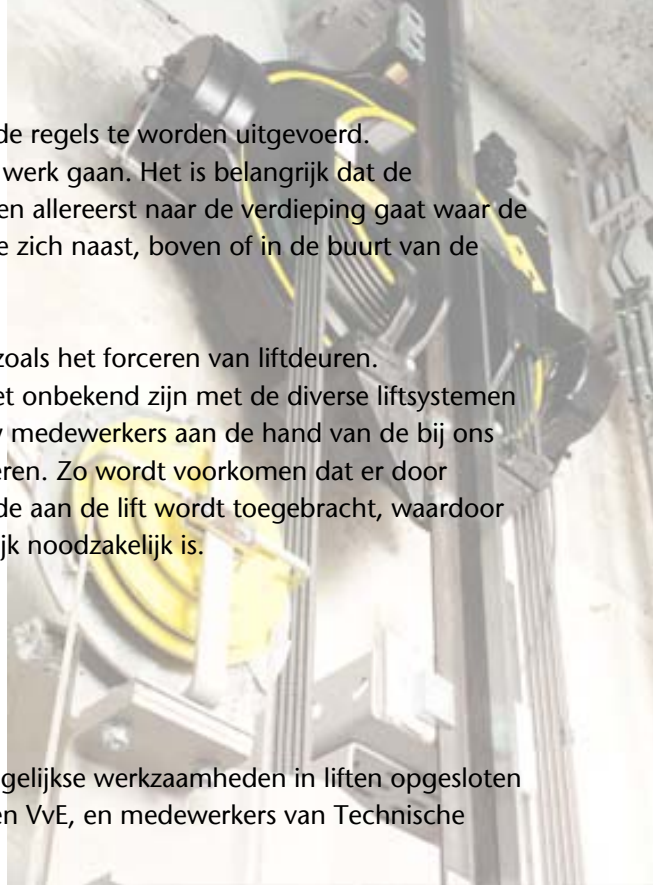 de regels te worden uitgevoerd.
werk gaan. Het is belangrijk dat de
en allereerst naar de verdieping gaat waar de
e zich naast, boven of in de buurt van de
zoals het forceren van liftdeuren.
et onbekend zijn met de diverse liftsystemen
medewerkers aan de hand van de bij ons
eren. Zo wordt voorkomen dat er door
de aan de lift wordt toegebracht, waardoor
jk noodzakelijk is.
gelijkse werkzaamheden in liften opgesloten
en VvE, en medewerkers van Technische